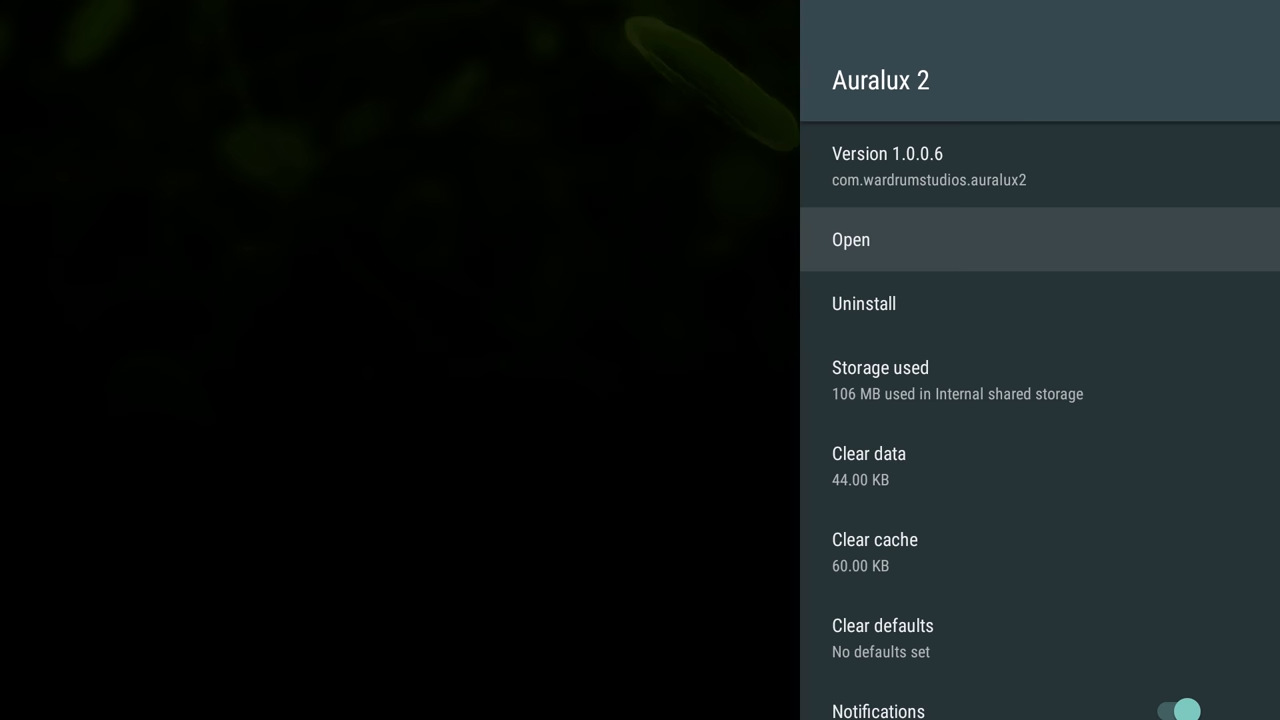 Auralux 2
Version 1.0.0.6
com.wardrumstudios.auralux2
Open
Uninstall
Storage used
106 MB used in Internal shared storage
Clear data
44.00 KB
Clear cache
60.00 KB
Clear defaults
No defaults set
Notifications